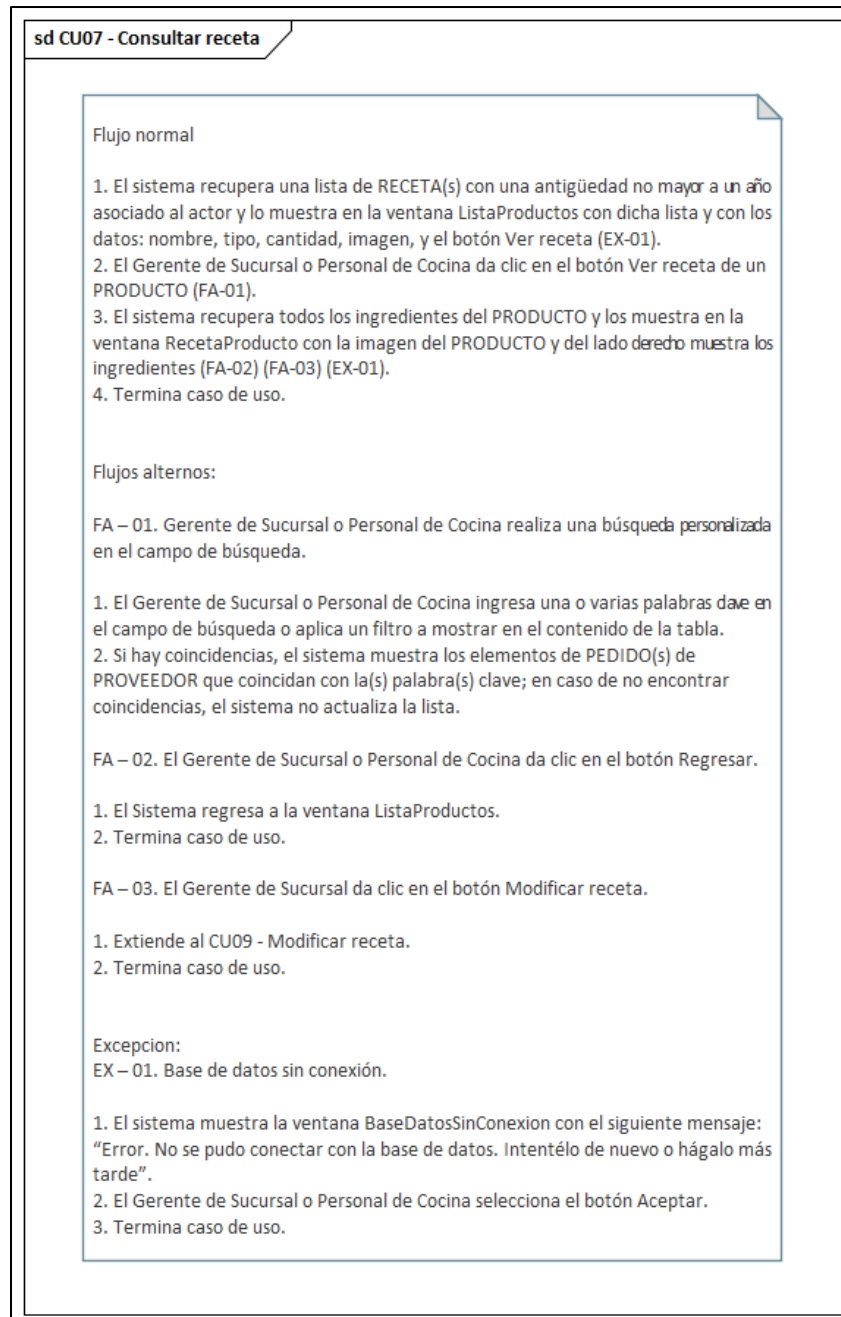 sd CU07 - Consultar receta
Flujo normal
1. El sistema recupera una lista de RECETA(s) con una antigüedad no mayor a un año
asociado al actor y lo muestra en la ventana ListaProductos con dicha lista y con los
datos: nombre, tipo, cantidad, imagen, y el botón Ver receta (EX-01).
2. El Gerente de Sucursal o Personal de Cocina da clic en el botón Ver receta de un
PRODUCTO (FA-01).
3. El sistema recupera todos los ingredientes del PRODUCTO y los muestra en la
ventana RecetaProducto con la imagen del PRODUCTO y del lado derecho muestra los
ingredientes (FA-02) (FA-03) (EX-01).
4. Termina caso de uso.
Flujos alternos:
FA – 01. Gerente de Sucursal o Personal de Cocina realiza una búsqueda personalizada
en el campo de búsqueda.
1. El Gerente de Sucursal o Personal de Cocina ingresa una o varias palabras clave en
el campo de búsqueda o aplica un filtro a mostrar en el contenido de la tabla.
2. Si hay coincidencias, el sistema muestra los elementos de PEDIDO(s) de
PROVEEDOR que coincidan con la(s) palabra(s) clave; en caso de no encontrar
coincidencias, el sistema no actualiza la lista.
FA – 02. El Gerente de Sucursal o Personal de Cocina da clic en el botón Regresar.
1. El Sistema regresa a la ventana ListaProductos.
2. Termina caso de uso.
FA – 03. El Gerente de Sucursal da clic en el botón Modificar receta.
1. Extiende al CU09 - Modificar receta.
2. Termina caso de uso.
Excepcion:
EX – 01. Base de datos sin conexión.
1. El sistema muestra la ventana BaseDatosSinConexion con el siguiente mensaje:
“Error. No se pudo conectar con la base de datos. Intentélo de nuevo o hágalo más
tarde”.
2. El Gerente de Sucursal o Personal de Cocina selecciona el botón Aceptar.
3. Termina caso de uso.